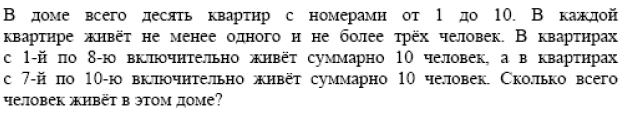 В доме всего десять квартир с номерами от 1 до 10. В каждой
квартире живёт не менее одного и не более трёх человек. В квартирах
с 1-й по 8-ю включительно живёт суммарно 10 человек, а в квартирах
с 7-й по 10-ю включительно живёт суммарно 10 человек. Сколько всего
человек живёт в этом доме?